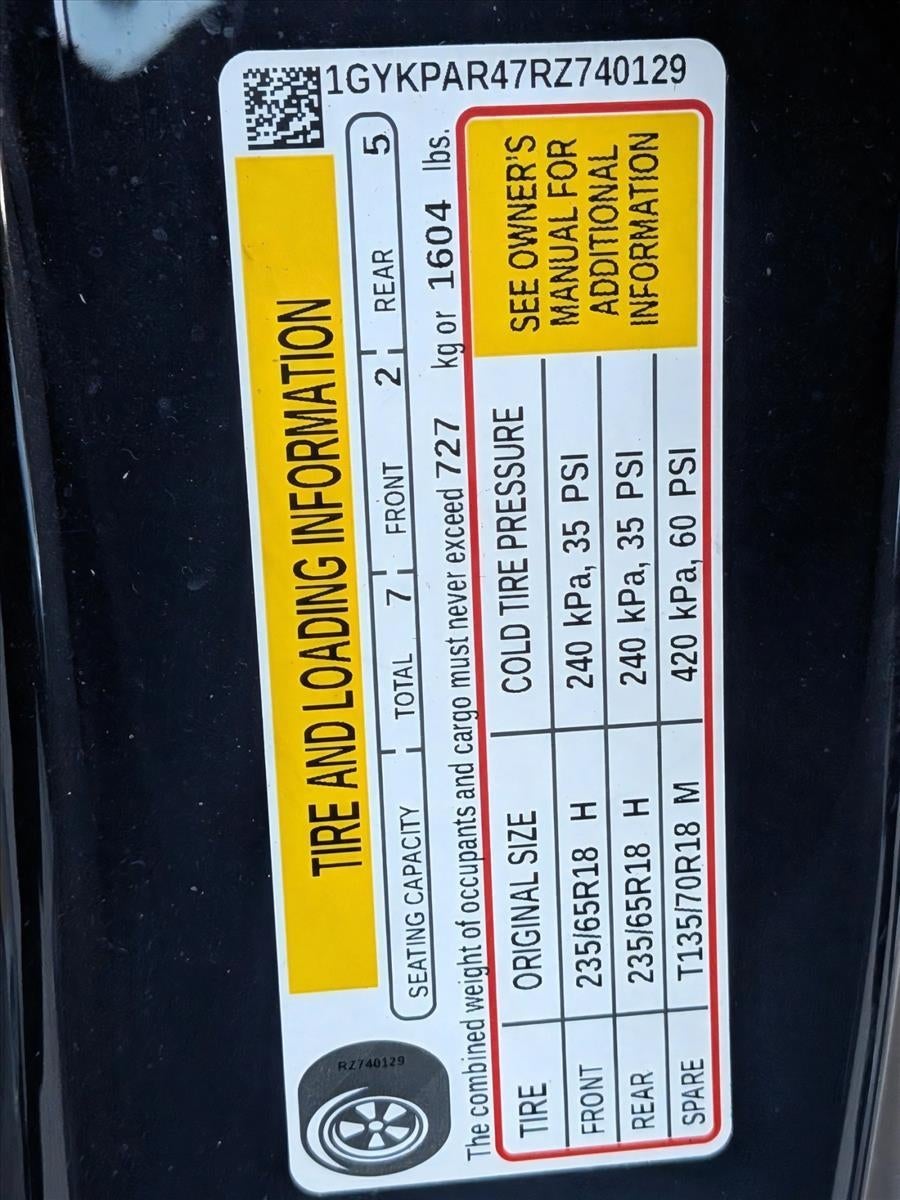 1GYKPAR47RZ740129
TIRE AND LOADING INFORMATION
SEATING CAPACITY TOTAL 7 FRONT 2 REAR 5
The combined weight of occupants and cargo must never exceed 727 kg or 1604 lbs.
TIRE ORIGINAL SIZE COLD TIRE PRESSURE
FRONT 235/65R18 H 240 kPa, 35 PSI
REAR 235/65R18 H 240 kPa, 35 PSI
SPARE T135/70R18 M 420 kPa, 60 PSI
SEE OWNER'S
MANUAL FOR
ADDITIONAL
INFORMATION
RZ740129